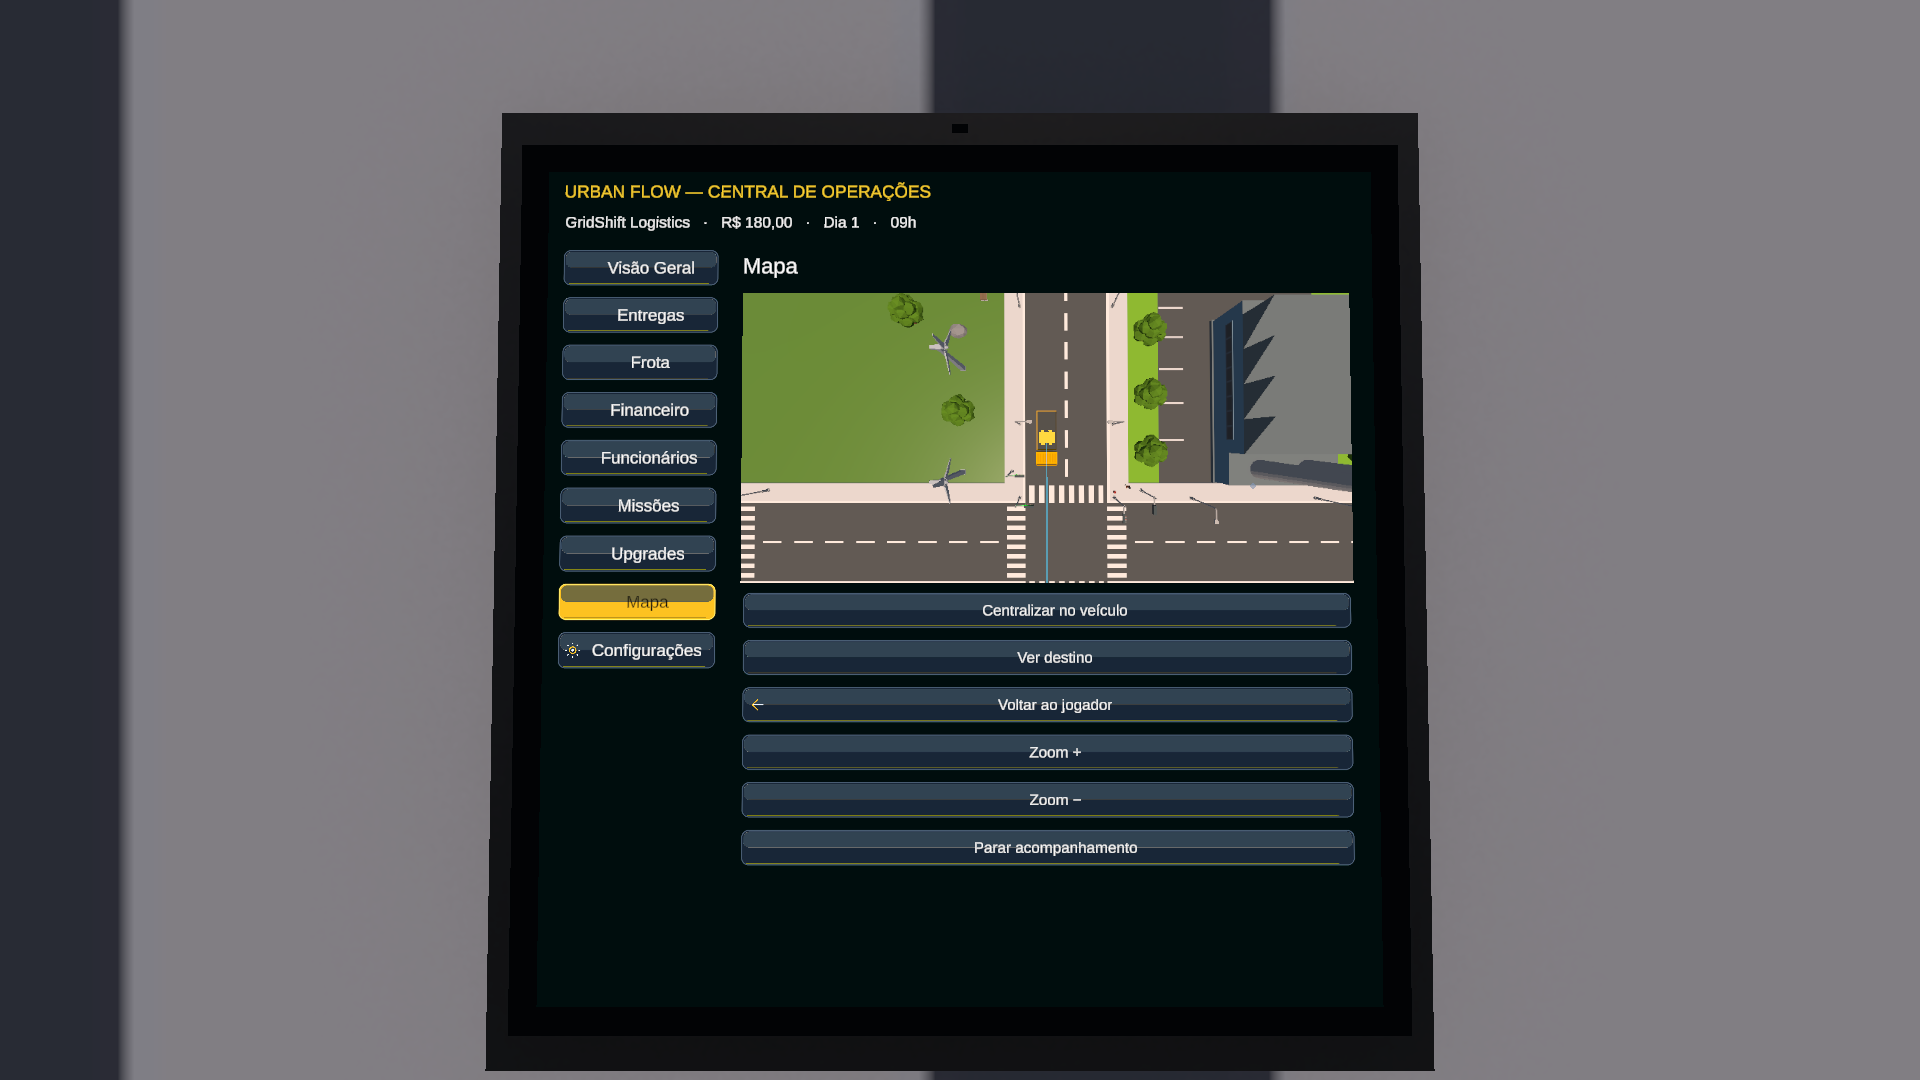 URBAN FLOW — CENTRAL DE OPERAÇÕES
GridShift Logistics · R$ 180,00 · Dia 1 · 09h
Visão Geral
Entregas
Frota
Financeiro
Funcionários
Missões
Upgrades
Mapa
Configurações
Mapa
Centralizar no veículo
Ver destino
Voltar ao jogador
Zoom +
Zoom −
Parar acompanhamento